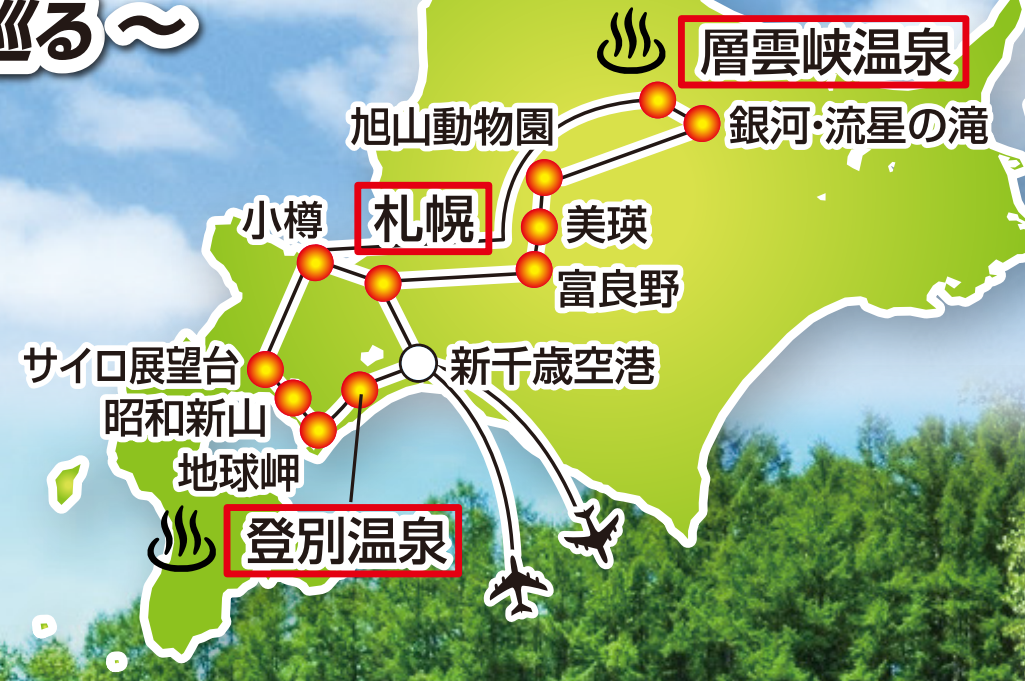 巡る～
層雲峡温泉
旭山動物園
銀河・流星の滝
小樽
札幌
美瑛
富良野
サイロ展望台
新千歳空港
昭和新山
地球岬
登別温泉